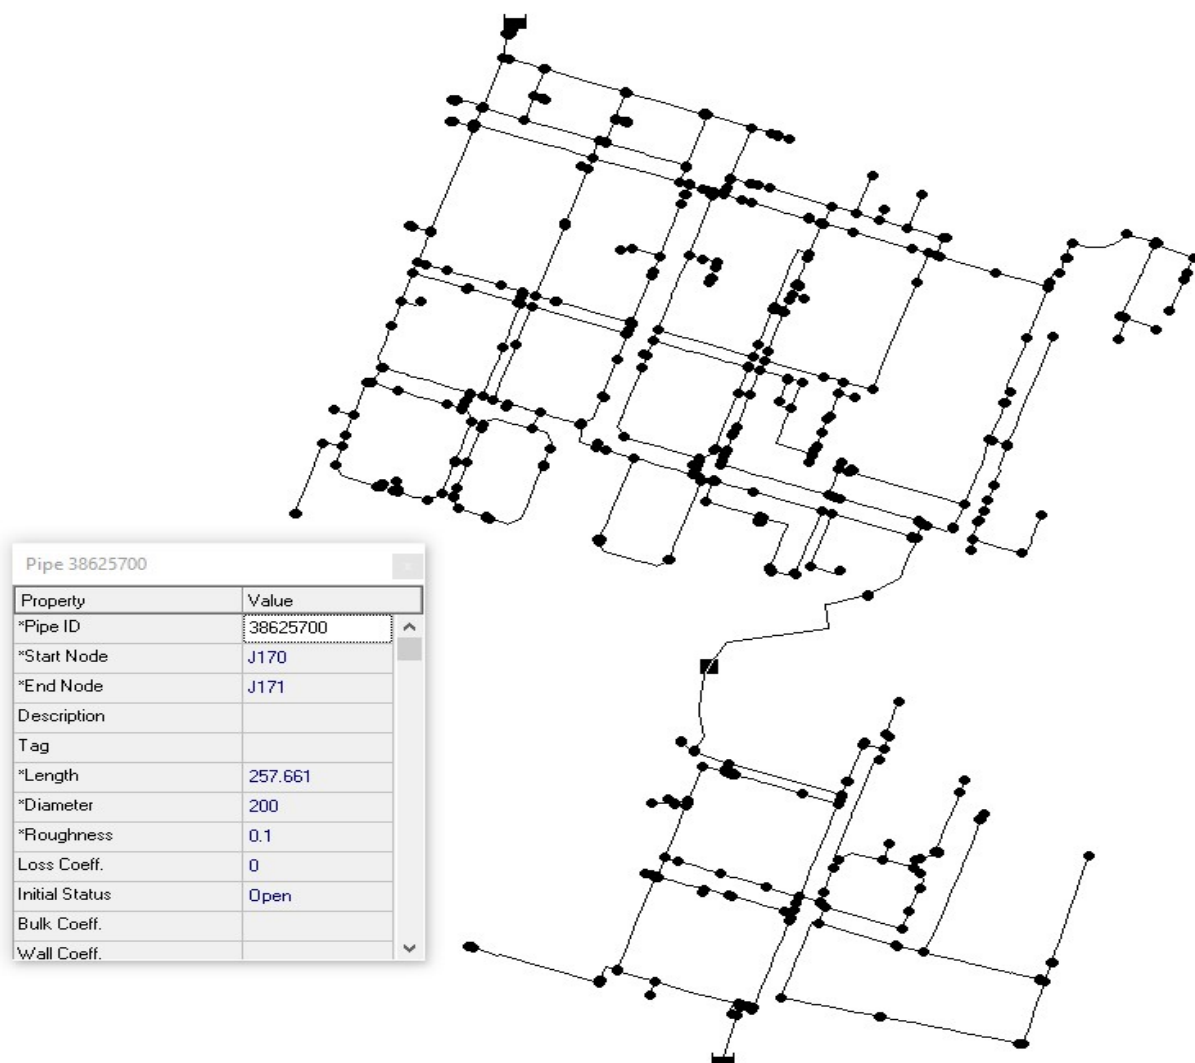 Pipe 38625700
Property Value
*Pipe ID 38625700
*Start Node J170
*End Node J171
Description
Tag
*Length 257.661
*Diameter 200
*Roughness 0.1
Loss Coeff. 0
Initial Status Open
Bulk Coeff.
Wall Coeff.